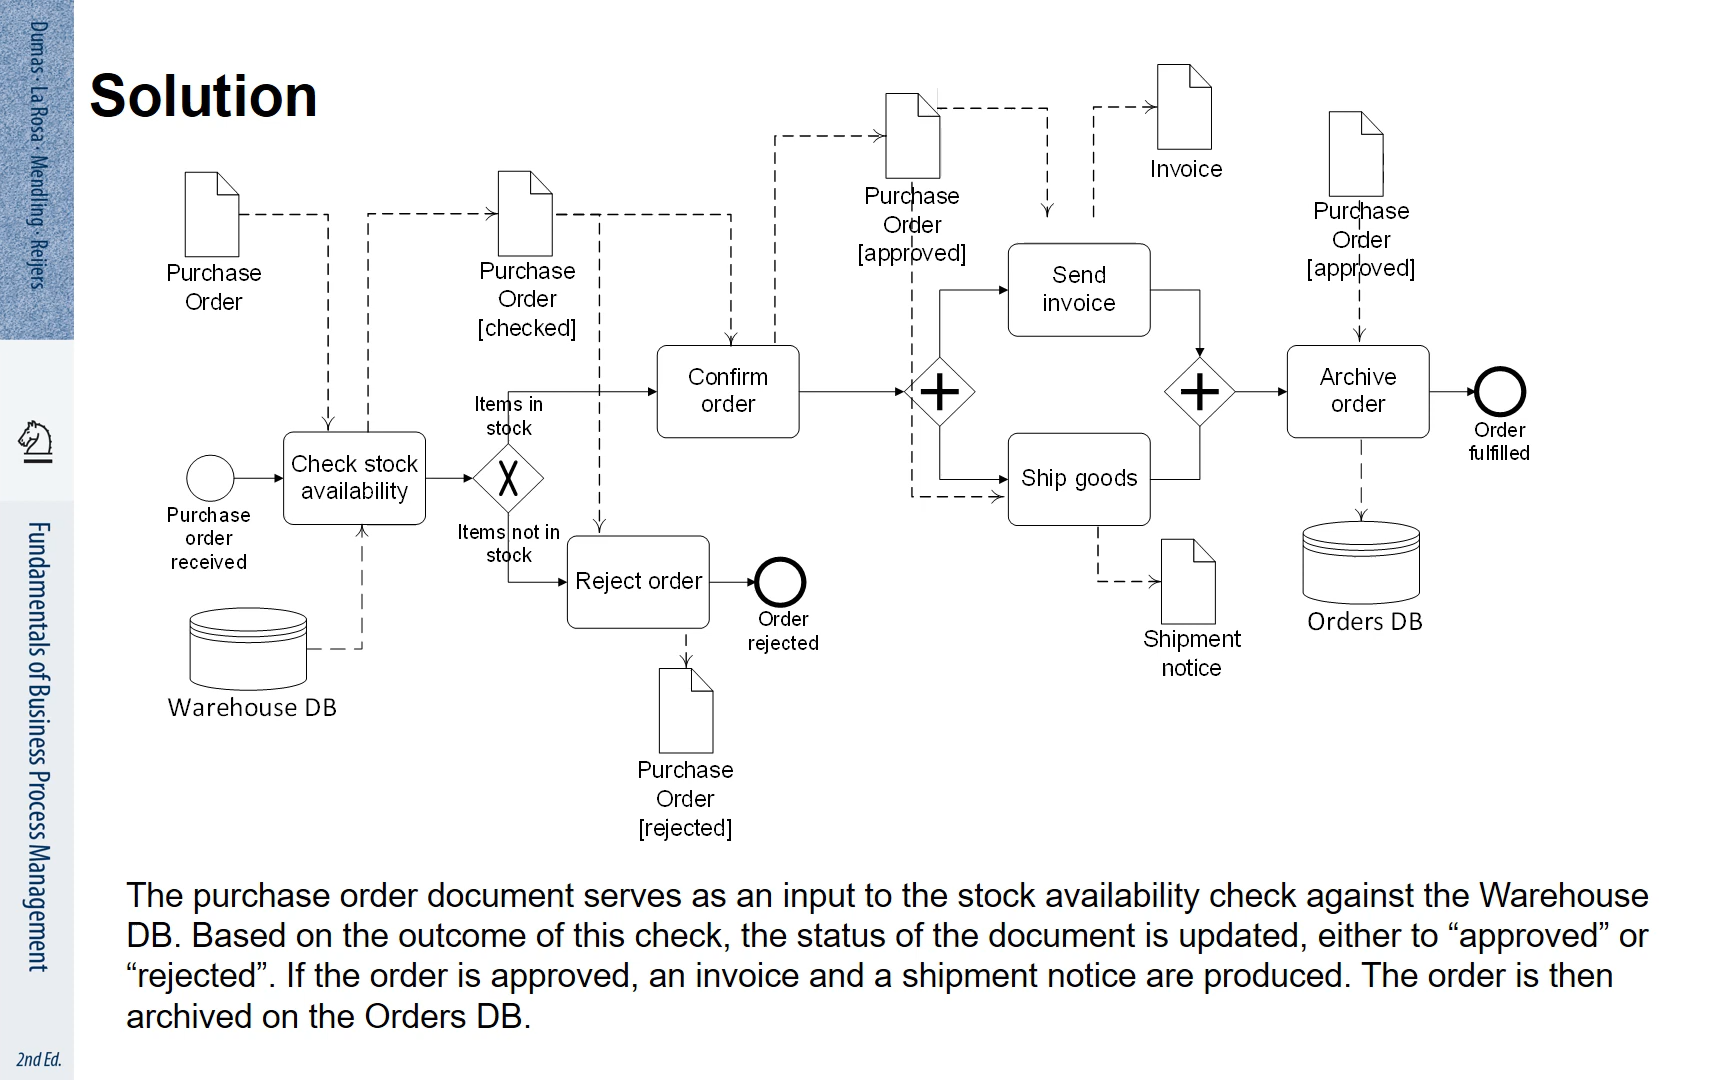 Dumas · La Rosa · Mendling · Reijers
Fundamentals of Business Process Management
2nd Ed.
Solution
Purchase
Order
Purchase
Order
[checked]
Purchase
Order
[approved]
Invoice
Purchase
Order
[approved]
Purchase
order
received
Check stock
availability
Warehouse DB
X
Items in
stock
Items not in
stock
Confirm
order
Reject order
Order
rejected
Purchase
Order
[rejected]
Send
invoice
Ship goods
Shipment
notice
Archive
order
Order
fulfilled
Orders DB
The purchase order document serves as an input to the stock availability check against the Warehouse
DB. Based on the outcome of this check, the status of the document is updated, either to “approved” or
“rejected”. If the order is approved, an invoice and a shipment notice are produced. The order is then
archived on the Orders DB.